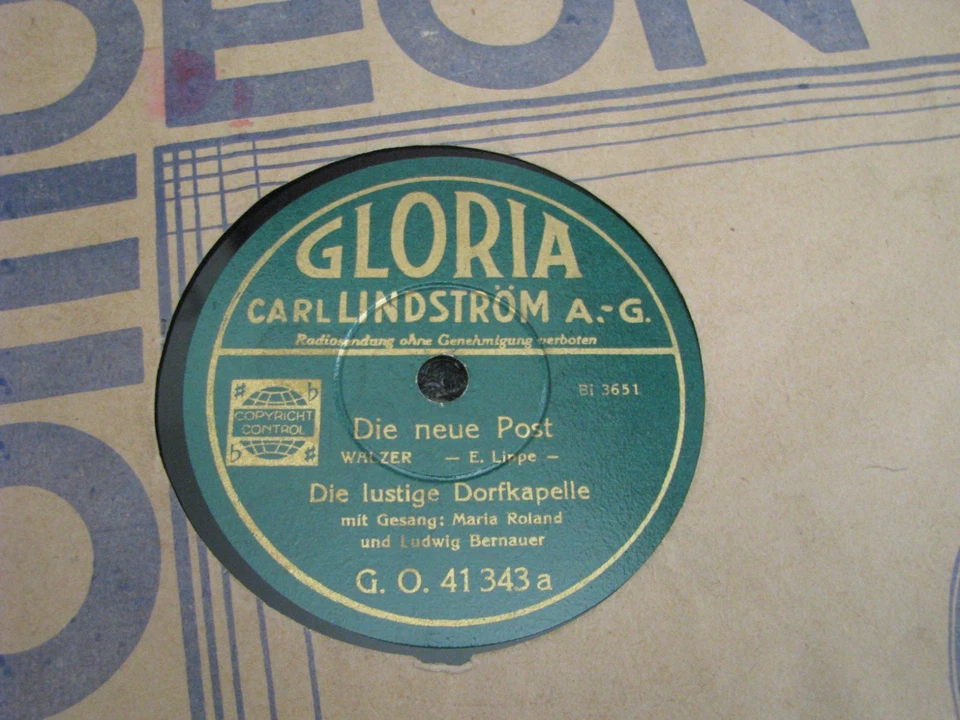 DEON
GLORIA
CARL LINDSTRÖM A.-G.
Radiosendung ohne Genehmigung verboten
BI 3651
COPYRIGHT
CONTROL
Die neue Post
WALZER — E. Lippe —
Die lustige Dorfkapelle
mit Gesang: Maria Roland
und Ludwig Bernauer
G. O. 41 343 a